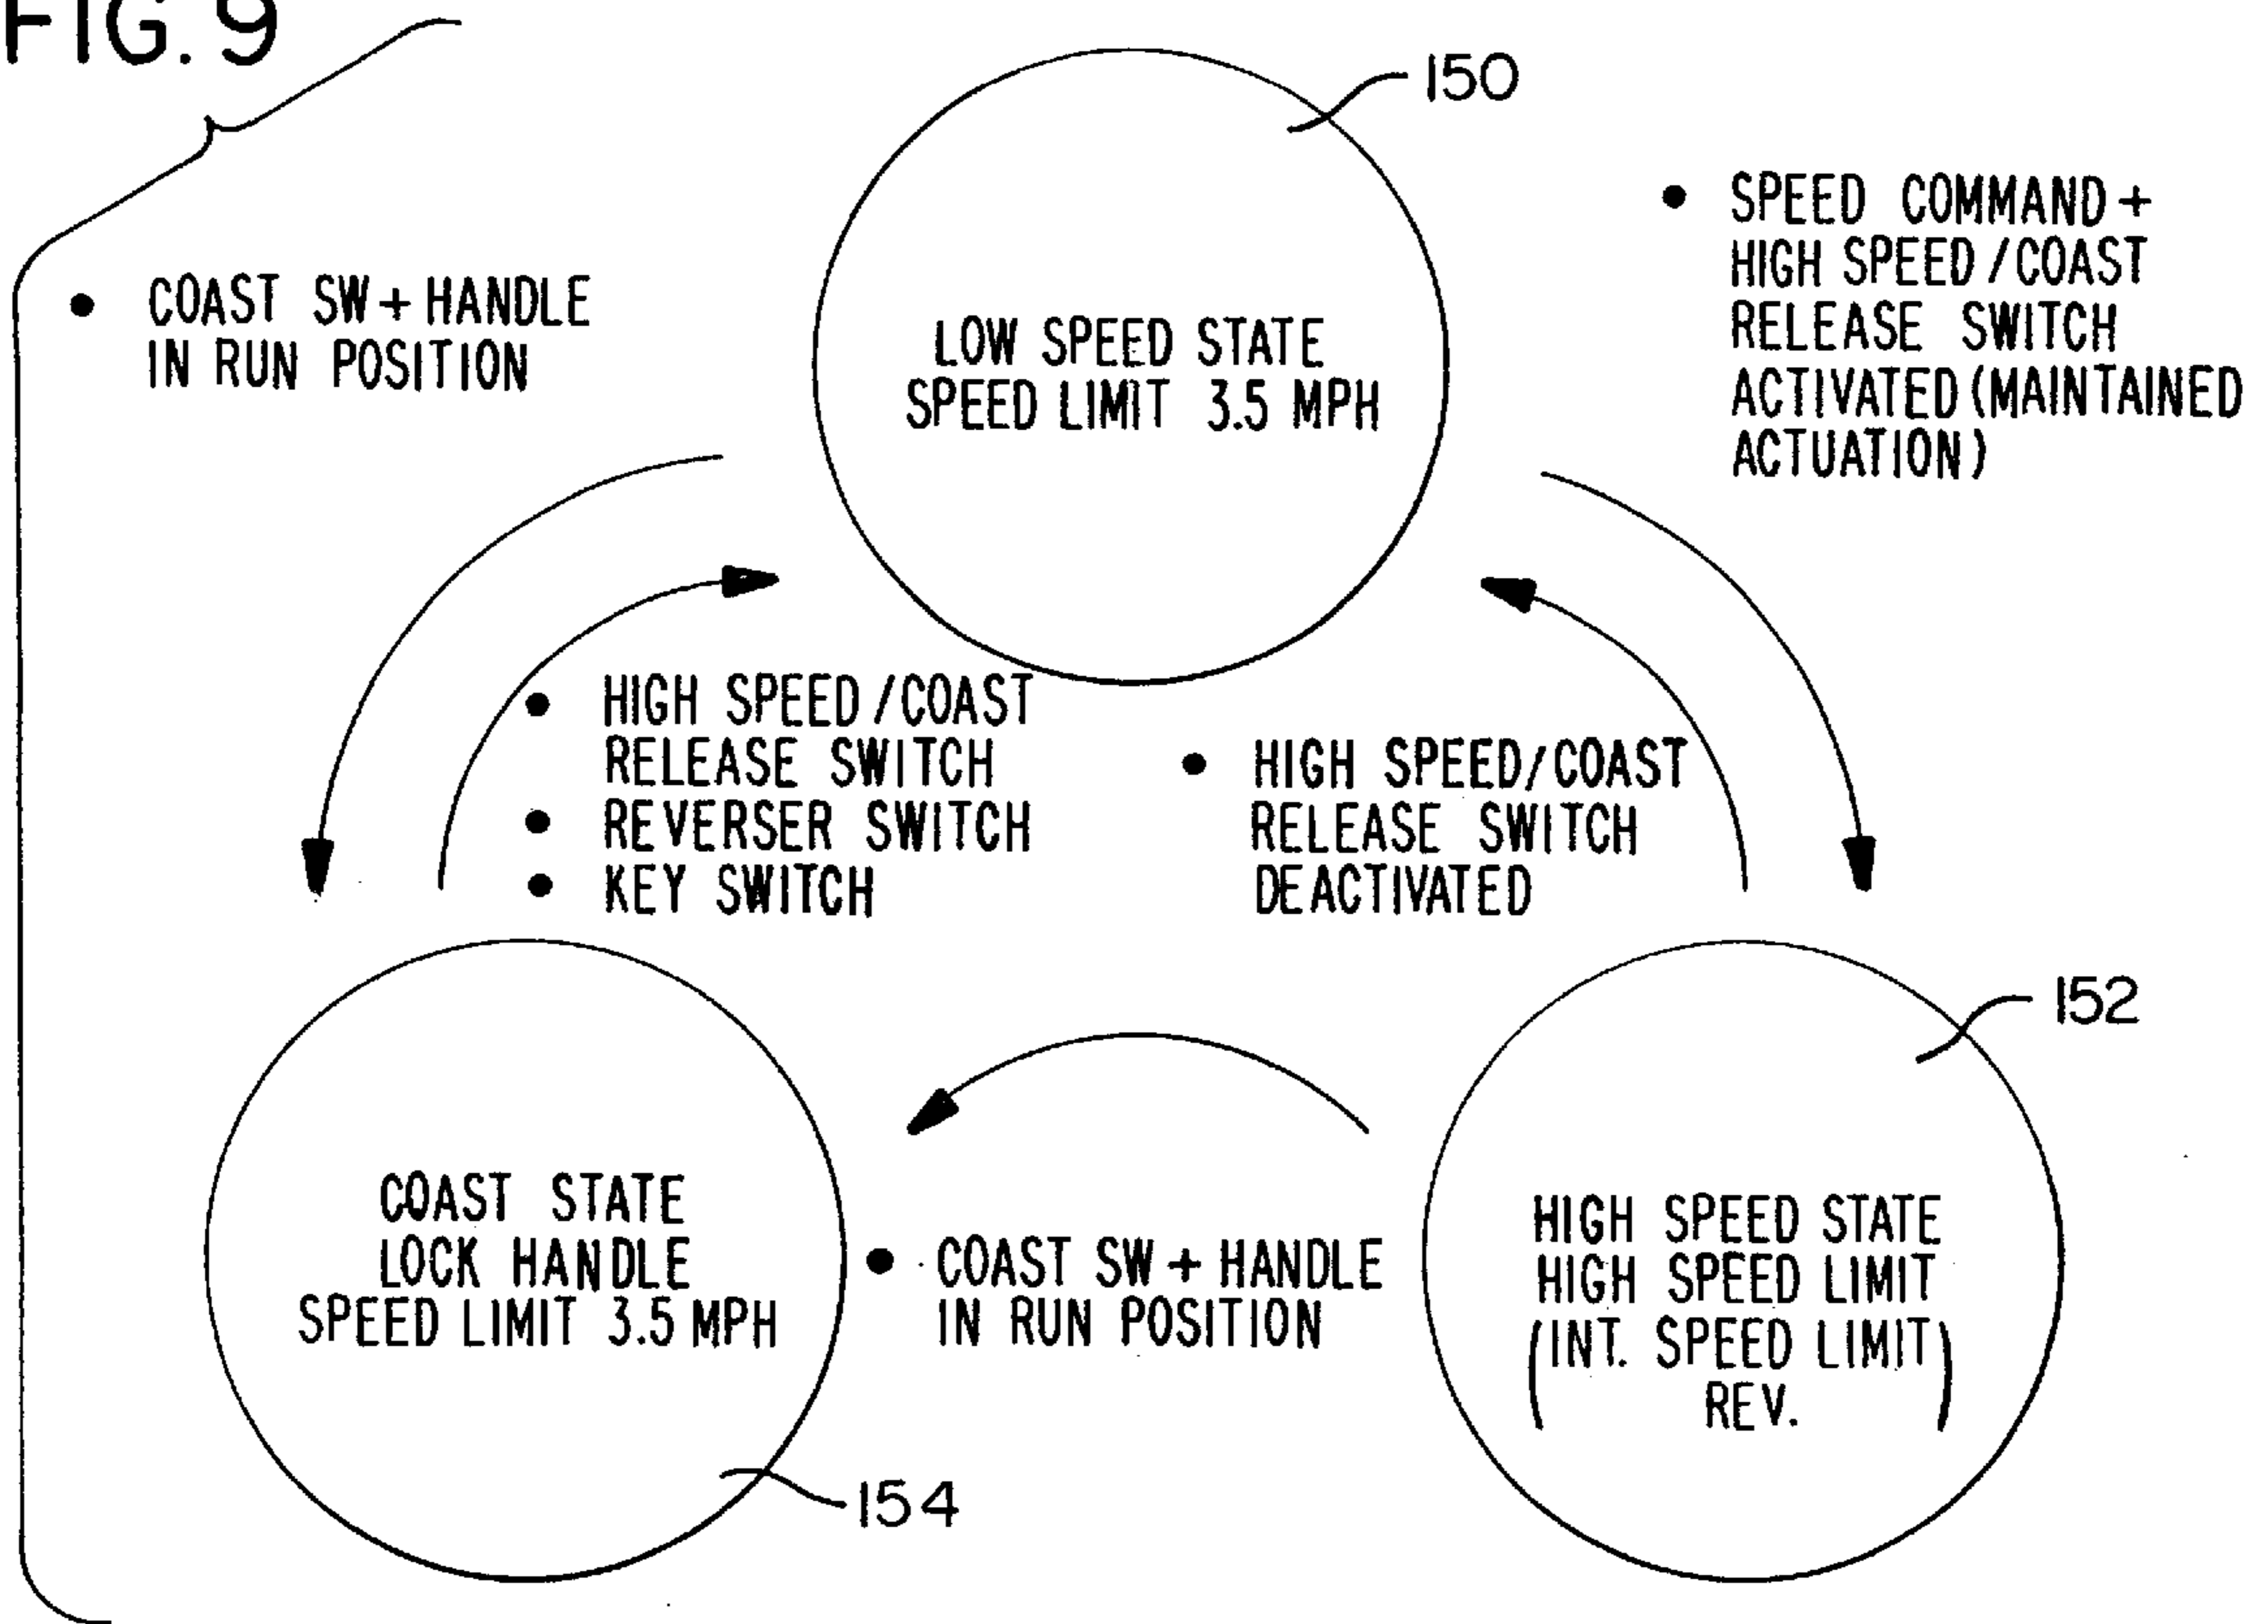 FIG. 9
150
LOW SPEED STATE
SPEED LIMIT 3.5 MPH
• COAST SW + HANDLE
IN RUN POSITION
• SPEED COMMAND +
HIGH SPEED / COAST
RELEASE SWITCH
ACTIVATED (MAINTAINED
ACTUATION)
• HIGH SPEED / COAST
RELEASE SWITCH
• REVERSER SWITCH
• KEY SWITCH
• HIGH SPEED / COAST
RELEASE SWITCH
DEACTIVATED
COAST STATE
LOCK HANDLE
SPEED LIMIT 3.5 MPH
154
• COAST SW + HANDLE
IN RUN POSITION
152
HIGH SPEED STATE
HIGH SPEED LIMIT
(INT. SPEED LIMIT
REV.)